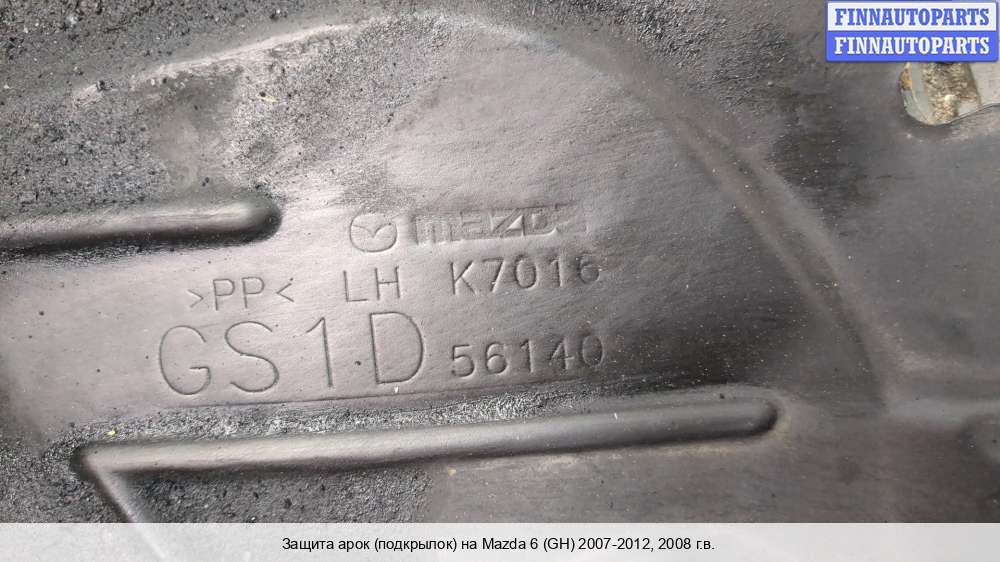 FINNAUTOPARTS
FINNAUTOPARTS
mazda
>PP< LH K7016
GS1D 56140
Защита арок (подкрылок) на Mazda 6 (GH) 2007-2012, 2008 г.в.